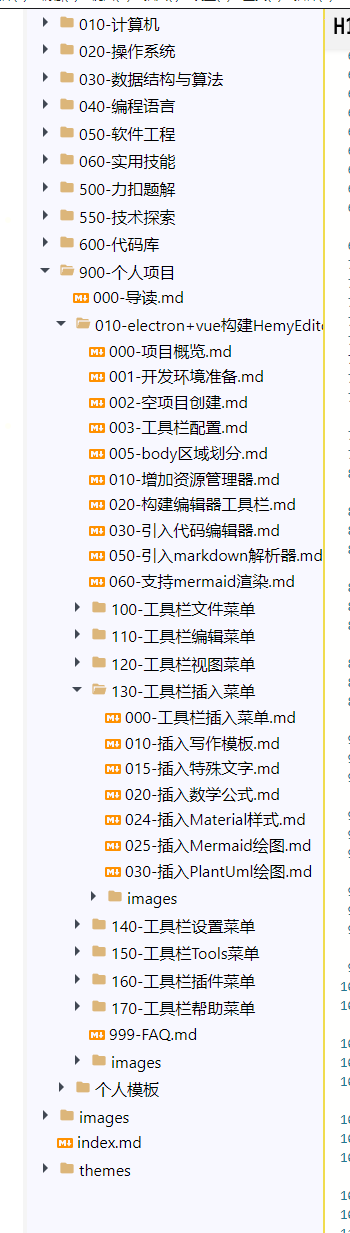 H1
010-计算机
020-操作系统
030-数据结构与算法
040-编程语言
050-软件工程
060-实用技能
500-力扣题解
550-技术探索
600-代码库
900-个人项目
000-导读.md
010-electron+vue构建HemyEdit
000-项目概览.md
001-开发环境准备.md
002-空项目创建.md
003-工具栏配置.md
005-body区域划分.md
010-增加资源管理器.md
020-构建编辑器工具栏.md
030-引入代码编辑器.md
050-引入markdown解析器.md
060-支持mermaid渲染.md
100-工具栏文件菜单
110-工具栏编辑菜单
120-工具栏视图菜单
130-工具栏插入菜单
000-工具栏插入菜单.md
010-插入写作模板.md
015-插入特殊文字.md
020-插入数学公式.md
024-插入Material样式.md
025-插入Mermaid绘图.md
030-插入PlantUml绘图.md
images
140-工具栏设置菜单
150-工具栏Tools菜单
160-工具栏插件菜单
170-工具栏帮助菜单
999-FAQ.md
images
个人模板
images
index.md
themes